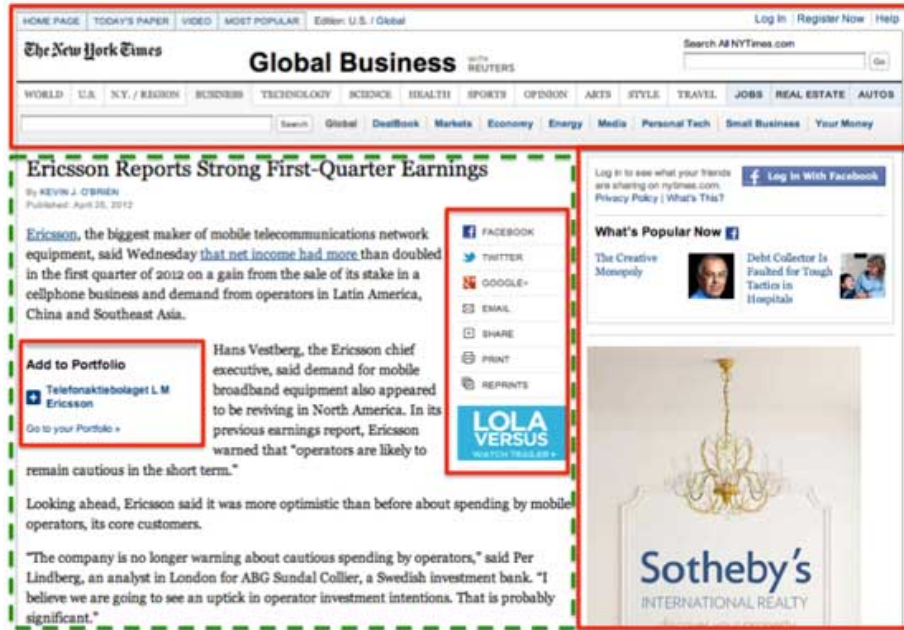 HOME PAGE TODAY'S PAPER VIDEO MOST POPULAR Edition: U.S. / Global
Log In Register Now Help
The New York Times
Global Business WITH REUTERS
Search All NYTimes.com
Go
WORLD U.S. N.Y. / REGION BUSINESS TECHNOLOGY SCIENCE HEALTH SPORTS OPINION ARTS STYLE TRAVEL JOBS REAL ESTATE AUTOS
Search Global DealBook Markets Economy Energy Media Personal Tech Small Business Your Money
Ericsson Reports Strong First-Quarter Earnings
By KEVIN J. O'BRIEN
Published: April 25, 2012
Ericsson, the biggest maker of mobile telecommunications network
equipment, said Wednesday that net income had more than doubled
in the first quarter of 2012 on a gain from the sale of its stake in a
cellphone business and demand from operators in Latin America,
China and Southeast Asia.
Add to Portfolio
Telefonaktiebolaget L M
Ericsson
Go to your Portfolio »
Hans Vestberg, the Ericsson chief
executive, said demand for mobile
broadband equipment also appeared
to be reviving in North America. In its
previous earnings report, Ericsson
warned that “operators are likely to
remain cautious in the short term.”
Looking ahead, Ericsson said it was more optimistic than before about spending by mobile
operators, its core customers.
“The company is no longer warning about cautious spending by operators,” said Per
Lindberg, an analyst in London for ABG Sundal Collier, a Swedish investment bank. “I
believe we are going to see an uptick in operator investment intentions. That is probably
significant.”
FACEBOOK
TWITTER
GOOGLE+
EMAIL
SHARE
PRINT
REPRINTS
LOLA
VERSUS
WATCH TRAILER
Log in to see what your friends
are sharing on nytimes.com.
Privacy Policy | What's This?
f Log In With Facebook
What's Popular Now
The Creative
Monopoly
Debt Collector Is
Faulted for Tough
Tactics in
Hospitals
Sotheby's
INTERNATIONAL REALTY